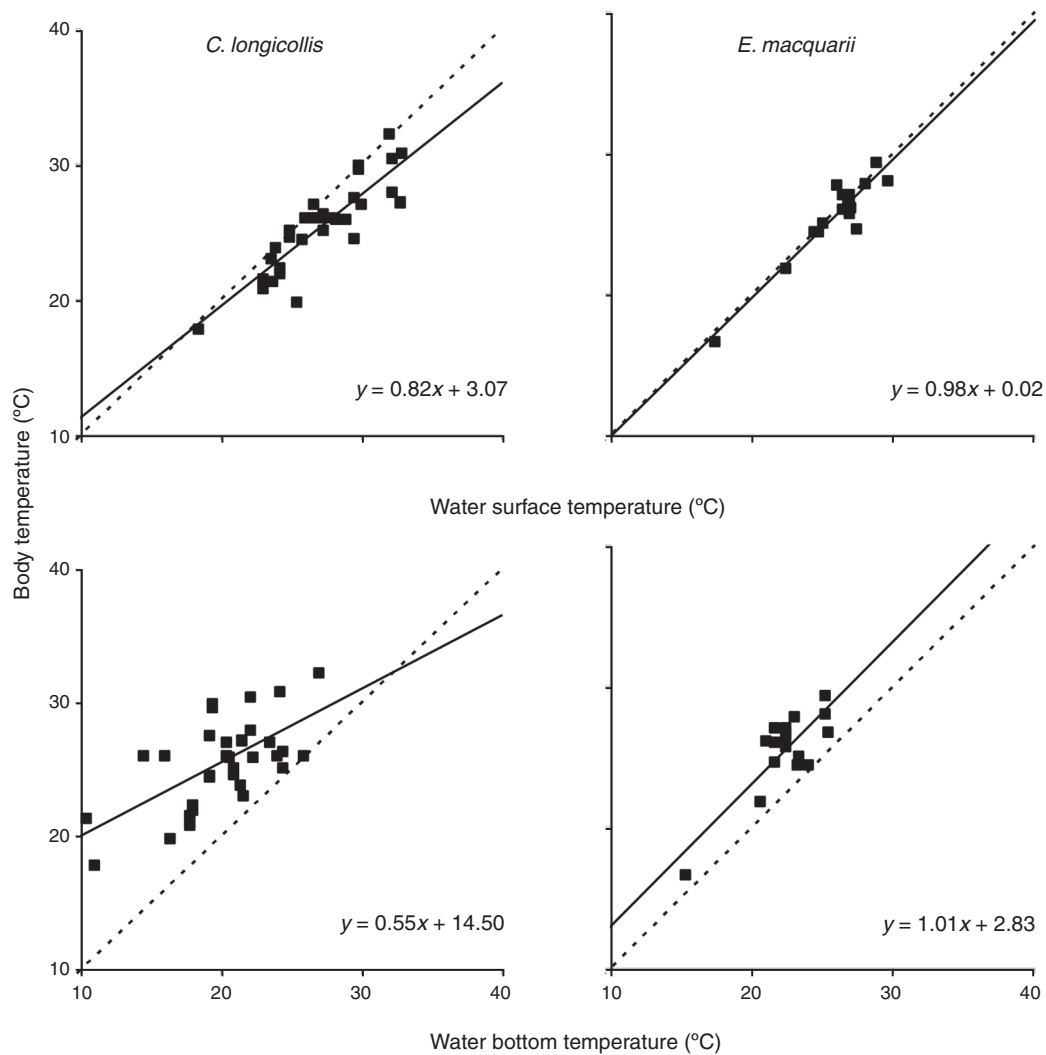 C. longicollis
E. macquarii
40
30
20
10
y = 0.82x + 3.07
y = 0.98x + 0.02
Body temperature (ºC)
Water surface temperature (ºC)
40
30
20
10
y = 0.55x + 14.50
y = 1.01x + 2.83
10 20 30 40
10 20 30 40
Water bottom temperature (ºC)